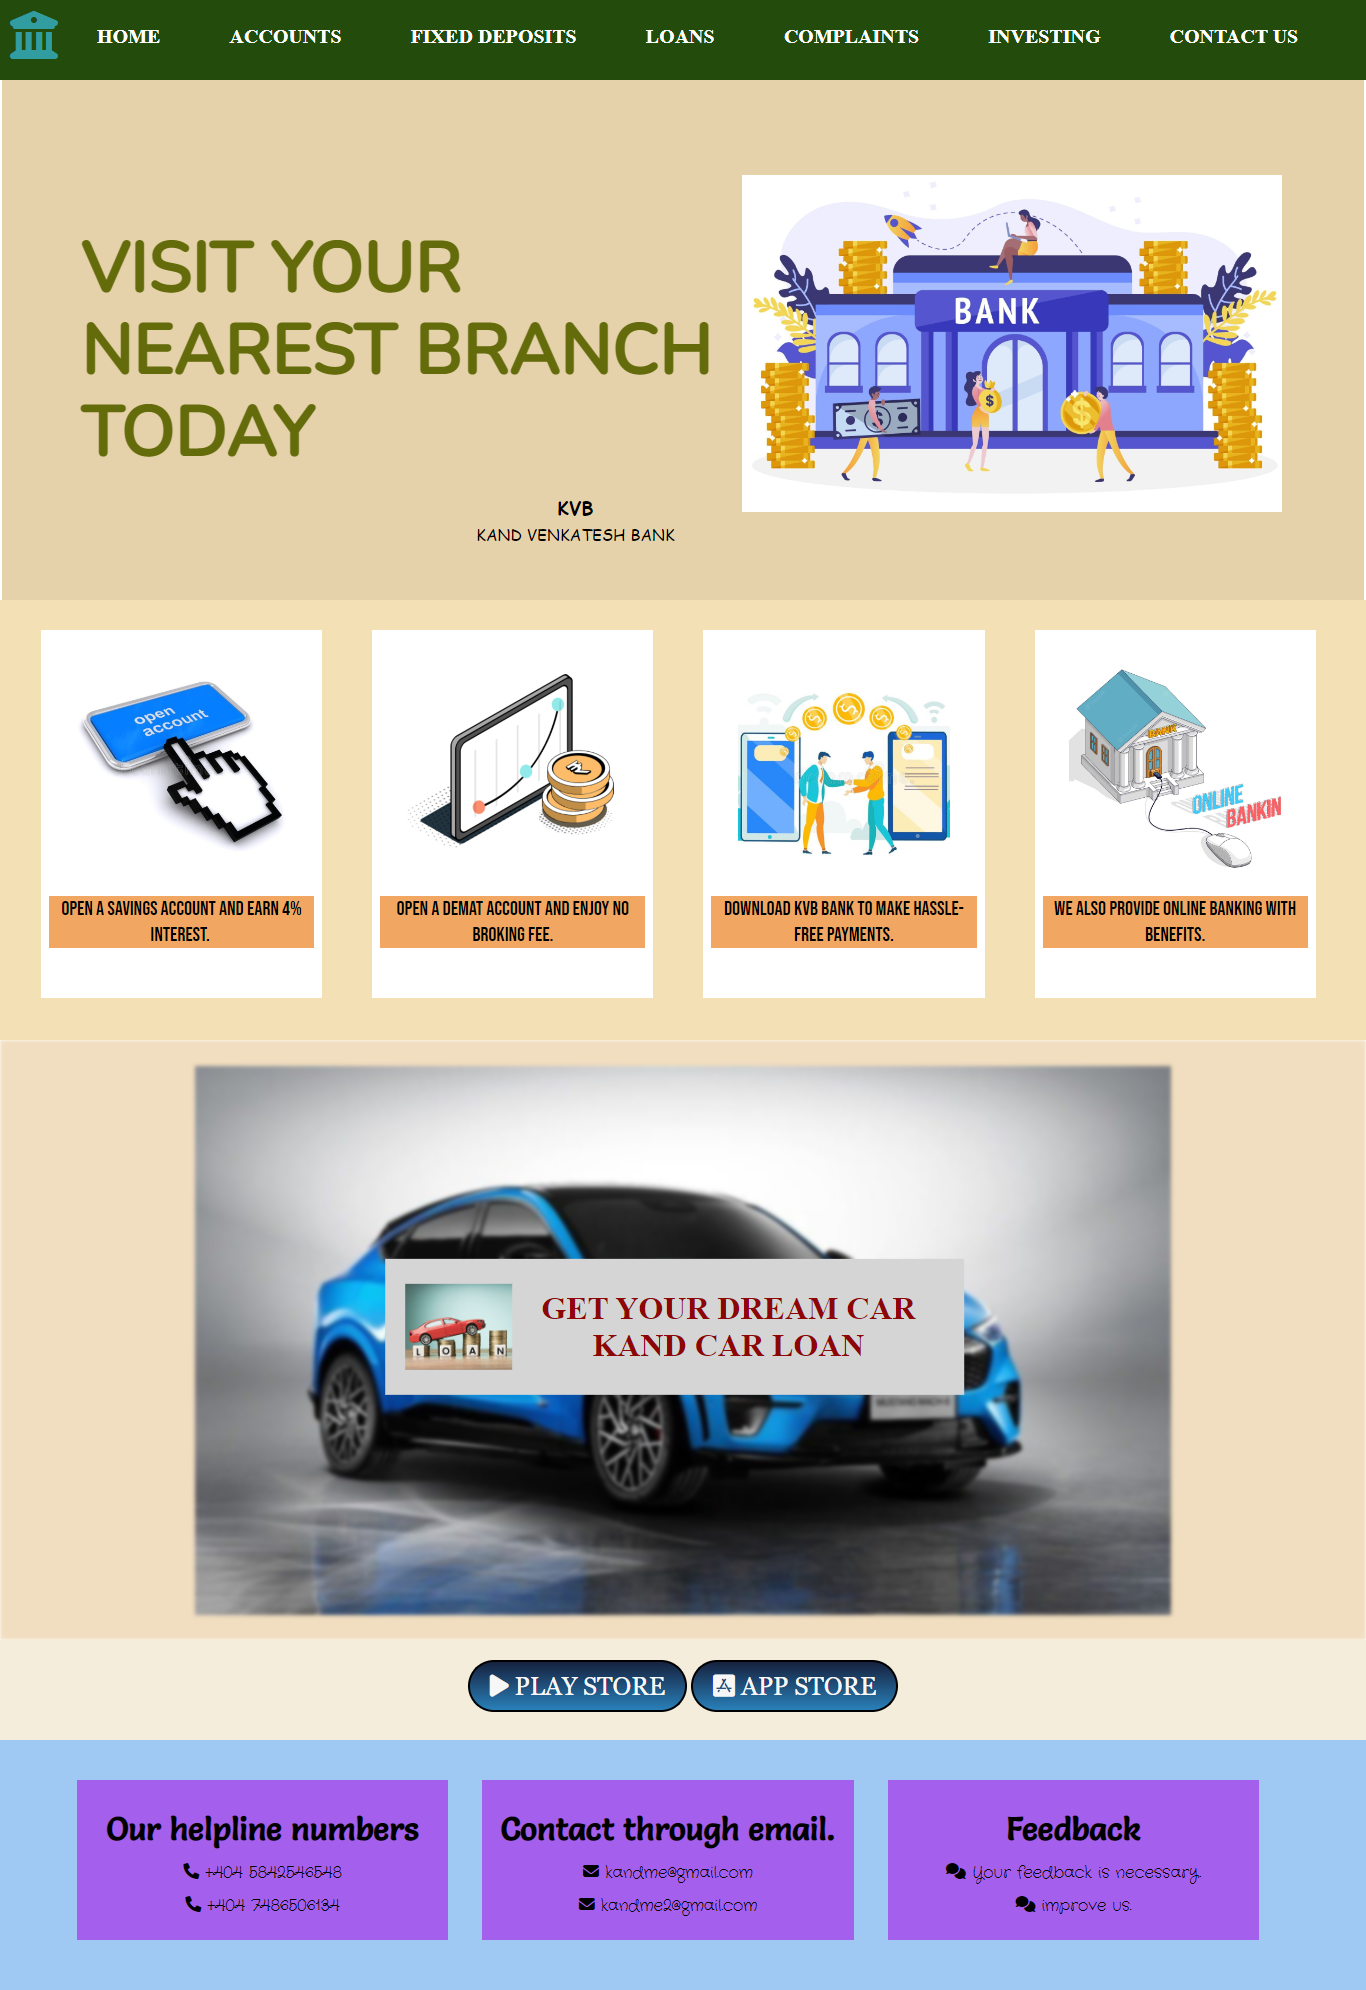 HOME ACCOUNTS FIXED DEPOSITS LOANS COMPLAINTS INVESTING CONTACT US
VISIT YOUR
NEAREST BRANCH
TODAY
KVB
KAND VENKATESH BANK
BANK
open
account
BANK
ONLINE
BANKIN
OPEN A SAVINGS ACCOUNT AND EARN 4%
INTEREST.
OPEN A DEMAT ACCOUNT AND ENJOY NO
BROKING FEE.
DOWNLOAD KVB BANK TO MAKE HASSLE-
FREE PAYMENTS.
WE ALSO PROVIDE ONLINE BANKING WITH
BENEFITS.
LOAN
GET YOUR DREAM CAR
KAND CAR LOAN
PLAY STORE
APP STORE
Our helpline numbers
+404 5842546548
+404 7486506134
Contact through email.
kandme@gmail.com
kandme2@gmail.com
Feedback
Your feedback is necessary.
improve us.